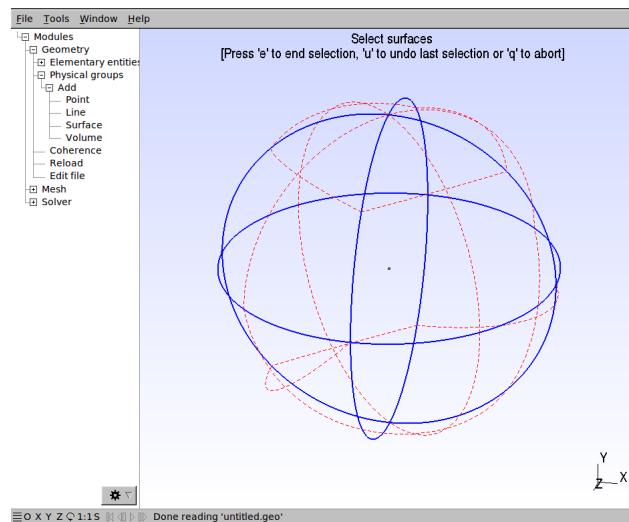 File Tools Window Help
Modules
Geometry
Elementary entities
Physical groups
Add
Point
Line
Surface
Volume
Coherence
Reload
Edit file
Mesh
Solver
Select surfaces
[Press 'e' to end selection, 'u' to undo last selection or 'q' to abort]
Y
Z X
O X Y Z 1:1 S Done reading 'untitled.geo'